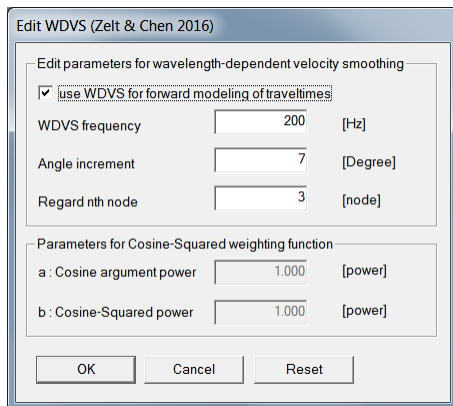 Edit WDVS (Zelt & Chen 2016)
Edit parameters for wavelength-dependent velocity smoothing
use WDVS for forward modeling of traveltimes
WDVS frequency 200 [Hz]
Angle increment 7 [Degree]
Regard nth node 3 [node]
Parameters for Cosine-Squared weighting function
a : Cosine argument power 1.000 [power]
b : Cosine-Squared power 1.000 [power]
OK Cancel Reset